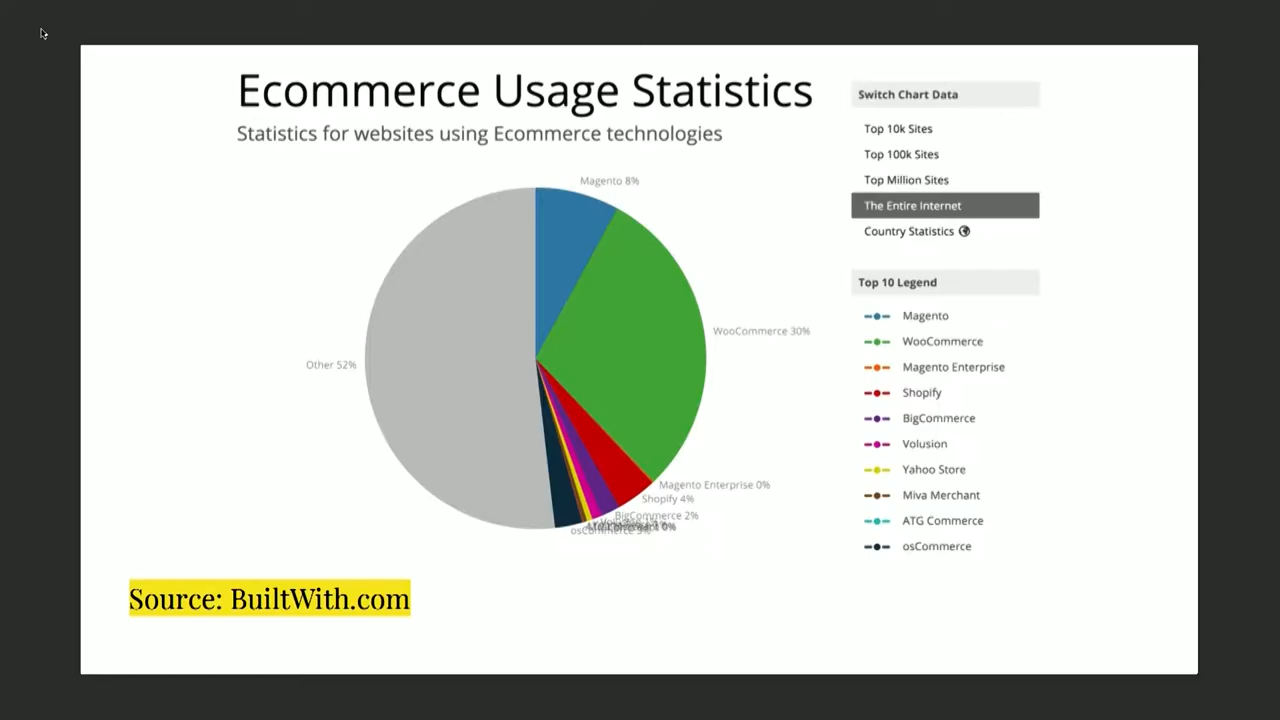 Ecommerce Usage Statistics
Statistics for websites using Ecommerce technologies
Magento 8%
WooCommerce 30%
Other 52%
Magento Enterprise 0%
Shopify 4%
BigCommerce 2%
osCommerce 3%
Switch Chart Data
Top 10k Sites
Top 100k Sites
Top Million Sites
The Entire Internet
Country Statistics
Top 10 Legend
Magento
WooCommerce
Magento Enterprise
Shopify
BigCommerce
Volusion
Yahoo Store
Miva Merchant
ATG Commerce
osCommerce
Source: BuiltWith.com